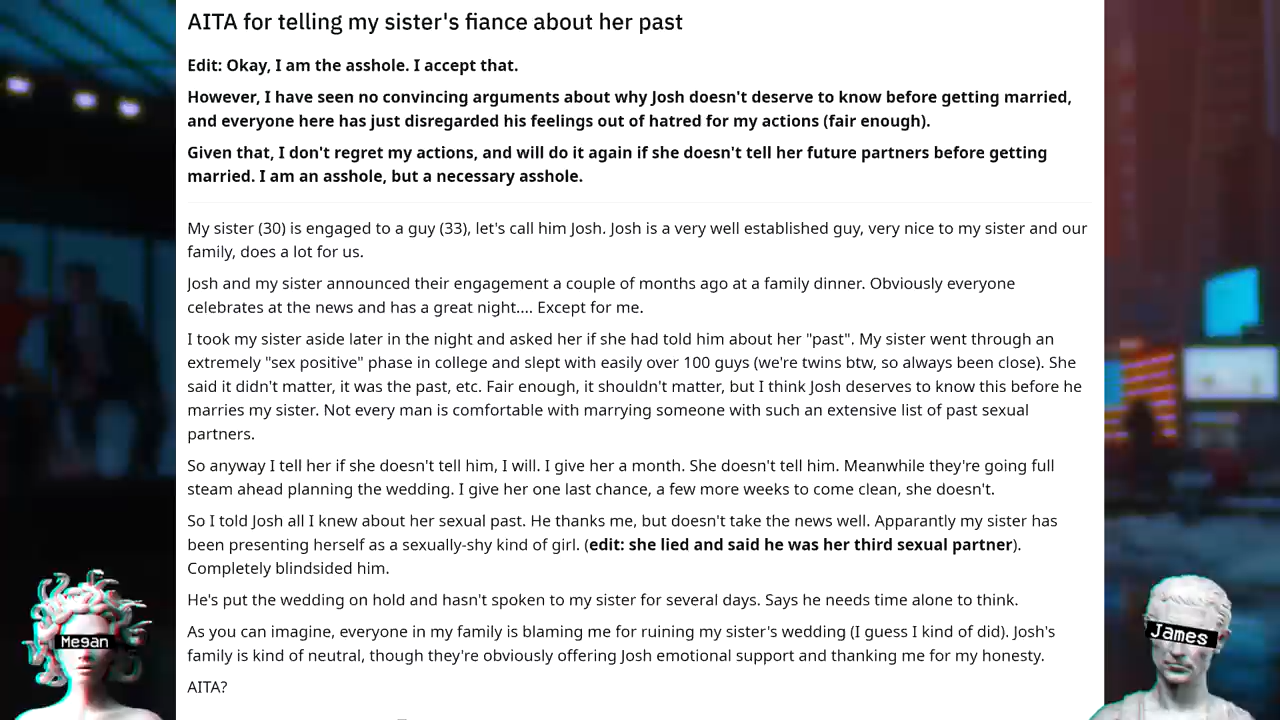 AITA for telling my sister's fiance about her past
Edit: Okay, I am the asshole. I accept that.
However, I have seen no convincing arguments about why Josh doesn't deserve to know before getting married,
and everyone here has just disregarded his feelings out of hatred for my actions (fair enough).
Given that, I don't regret my actions, and will do it again if she doesn't tell her future partners before getting
married. I am an asshole, but a necessary asshole.
My sister (30) is engaged to a guy (33), let's call him Josh. Josh is a very well established guy, very nice to my sister and our
family, does a lot for us.
Josh and my sister announced their engagement a couple of months ago at a family dinner. Obviously everyone
celebrates at the news and has a great night.... Except for me.
I took my sister aside later in the night and asked her if she had told him about her "past". My sister went through an
extremely "sex positive" phase in college and slept with easily over 100 guys (we're twins btw, so always been close). She
said it didn't matter, it was the past, etc. Fair enough, it shouldn't matter, but I think Josh deserves to know this before he
marries my sister. Not every man is comfortable with marrying someone with such an extensive list of past sexual
partners.
So anyway I tell her if she doesn't tell him, I will. I give her a month. She doesn't tell him. Meanwhile they're going full
steam ahead planning the wedding. I give her one last chance, a few more weeks to come clean, she doesn't.
So I told Josh all I knew about her sexual past. He thanks me, but doesn't take the news well. Apparantly my sister has
been presenting herself as a sexually-shy kind of girl. (edit: she lied and said he was her third sexual partner).
Completely blindsided him.
He's put the wedding on hold and hasn't spoken to my sister for several days. Says he needs time alone to think.
As you can imagine, everyone in my family is blaming me for ruining my sister's wedding (I guess I kind of did). Josh's
family is kind of neutral, though they're obviously offering Josh emotional support and thanking me for my honesty.
AITA?
Megan
James